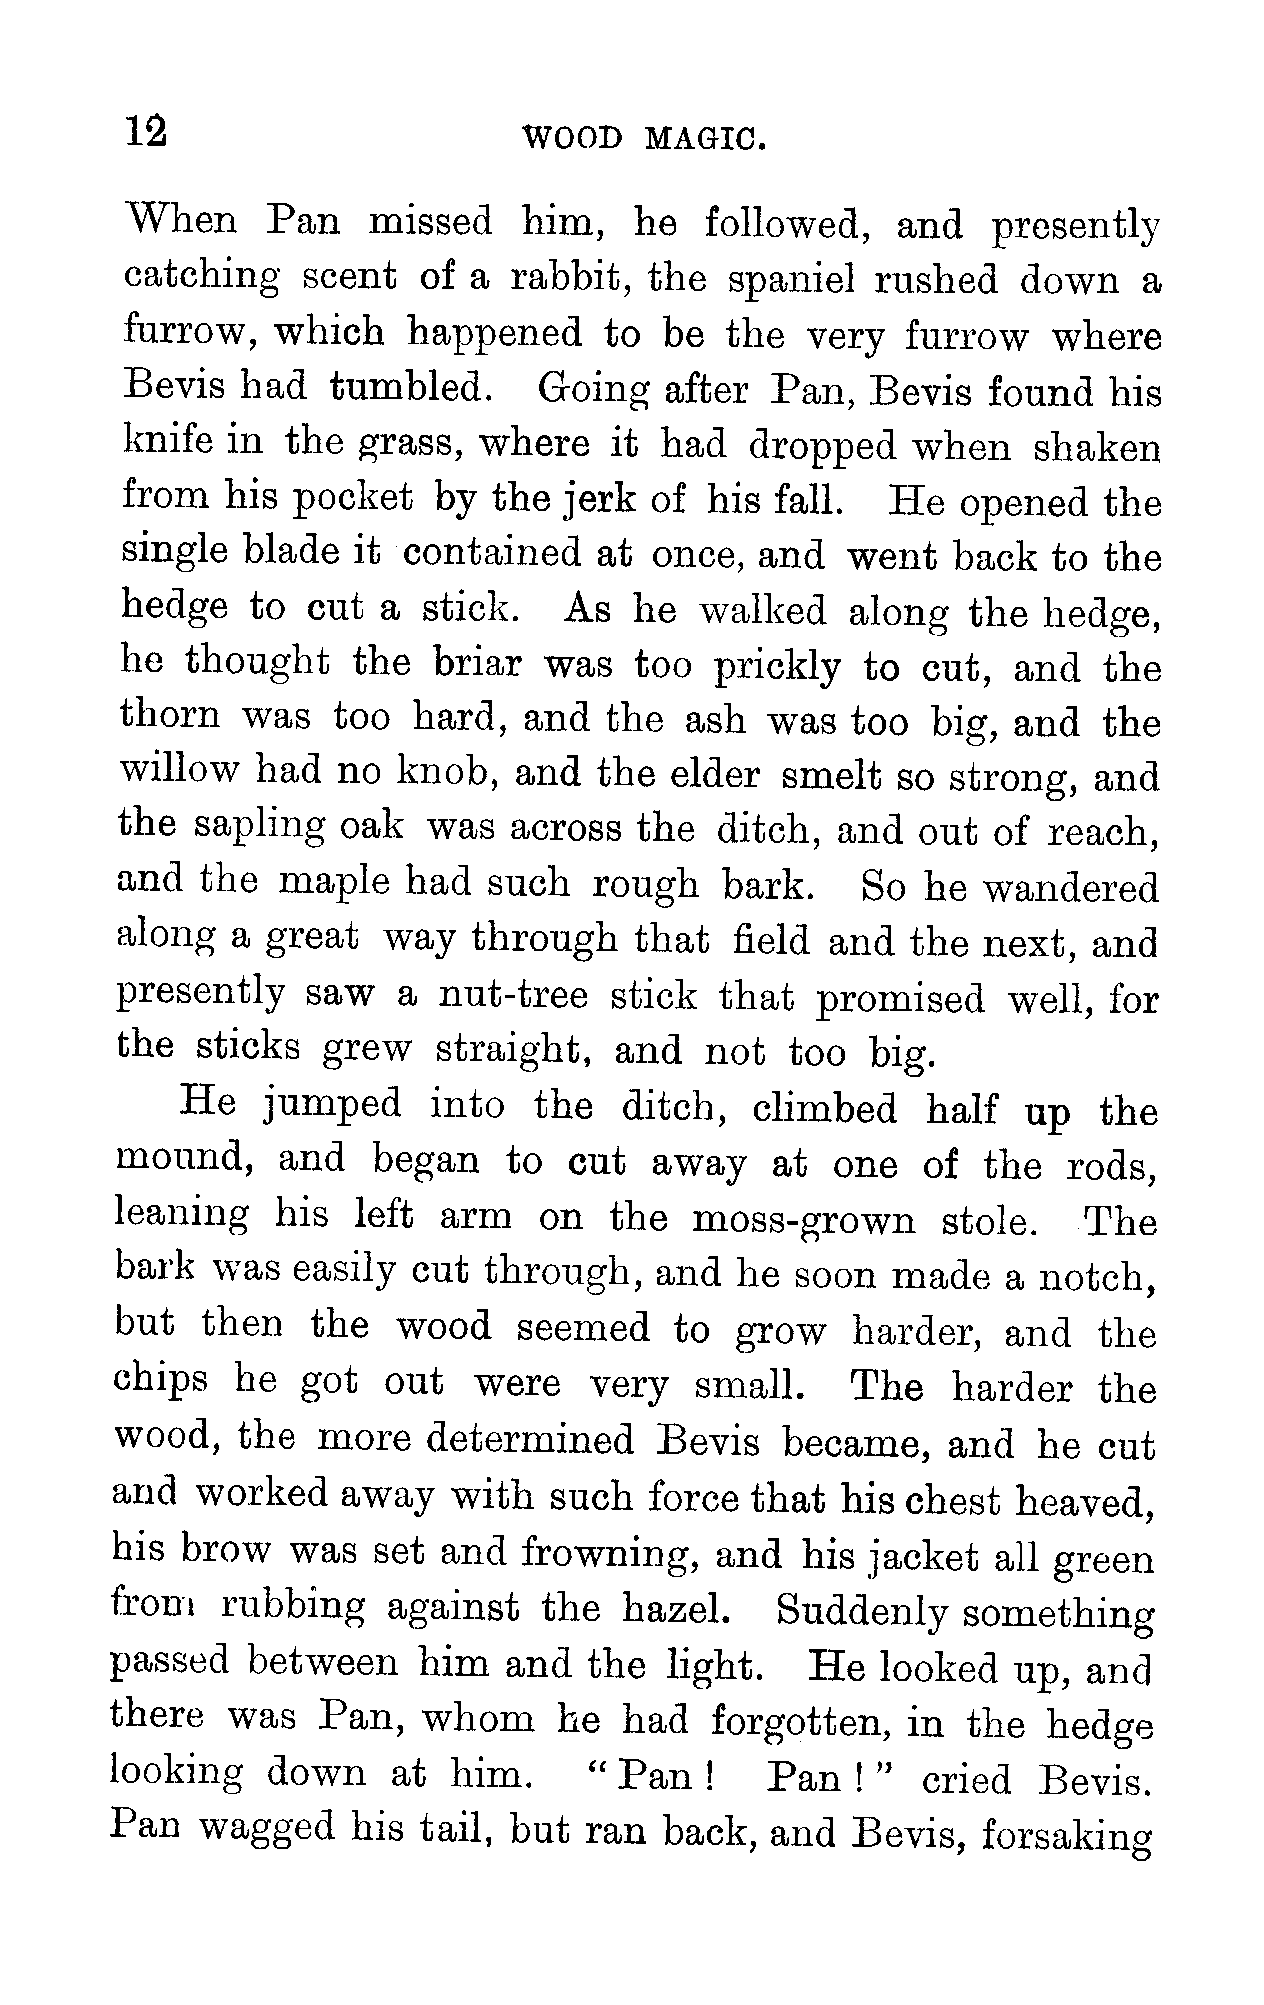 12
WOOD MAGIC.
When Pan missed him, he followed, and presently
catching scent of a rabbit, the spaniel rushed down a
furrow, which happened to be the very furrow where
Bevis had tumbled. Going after Pan, Bevis found his
knife in the grass, where it had dropped when shaken
from his pocket by the jerk of his fall. He opened the
single blade it contained at once, and went back to the
hedge to cut a stick. As he walked along the hedge,
he thought the briar was too prickly to cut, and the
thorn was too hard, and the ash was too big, and the
willow had no knob, and the elder smelt so strong, and
the sapling oak was across the ditch, and out of reach,
and the maple had such rough bark. So he wandered
along a great way through that field and the next, and
presently saw a nut-tree stick that promised well, for
the sticks grew straight, and not too big.
He jumped into the ditch, climbed half up the
mound, and began to cut away at one of the rods,
leaning his left arm on the moss-grown stole. The
bark was easily cut through, and he soon made a notch,
but then the wood seemed to grow harder, and the
chips he got out were very small. The harder the
wood, the more determined Bevis became, and he cut
and worked away with such force that his chest heaved,
his brow was set and frowning, and his jacket all green
from rubbing against the hazel. Suddenly something
passed between him and the light. He looked up, and
there was Pan, whom he had forgotten, in the hedge
looking down at him. "Pan! Pan!" cried Bevis.
Pan wagged his tail, but ran back, and Bevis, forsaking